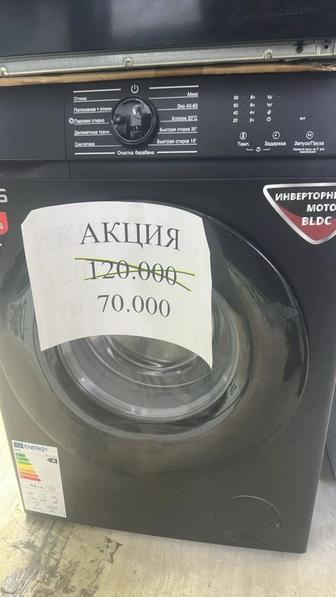 Отжим
Полоскание + отжим
Паровая стирка
Деликатные ткани
Синтетика
Очистка барабана
Микс
Эко 40-60
Хлопок 20°C
Быстрая стирка 30'
Быстрая стирка 15'
Темп.
Задержка
Запуск/Пауза
ИНВЕРТОРН
МОТО
BLDC
АКЦИЯ
120.000
70.000
ENERG
A